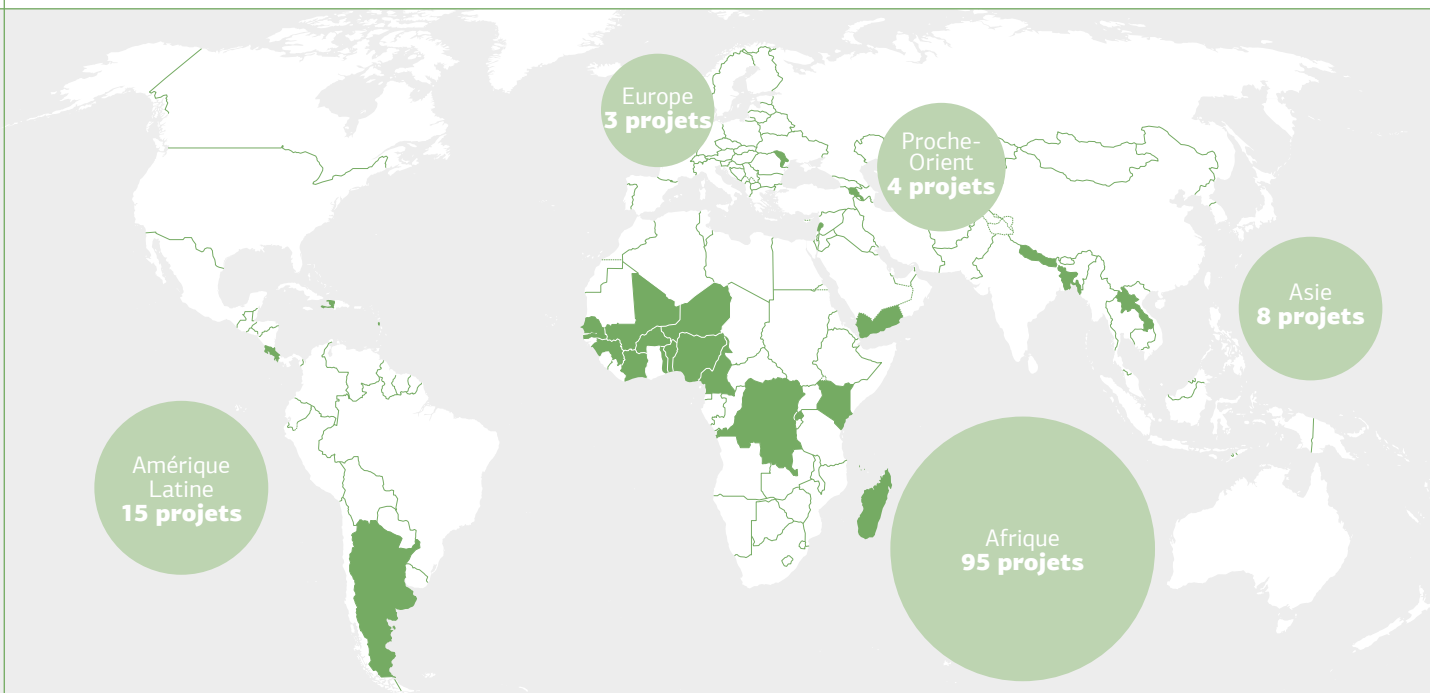 Europe
3 projets
Proche-
Orient
4 projets
Asie
8 projets
Amérique
Latine
15 projets
Afrique
95 projets